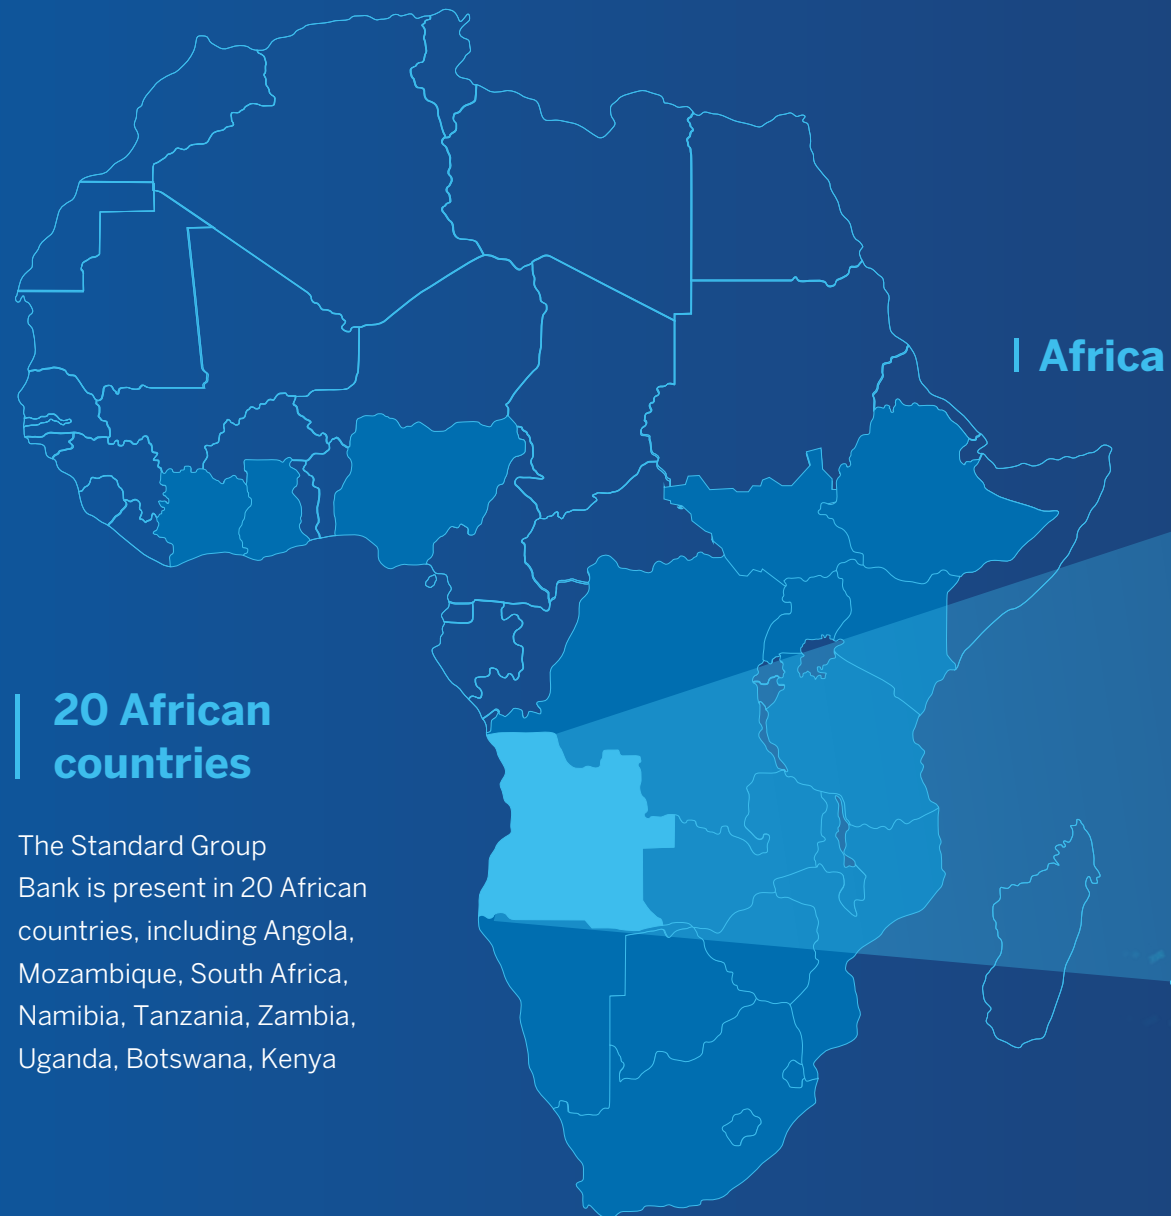 Africa
20 African
countries
The Standard Group
Bank is present in 20 African
countries, including Angola,
Mozambique, South Africa,
Namibia, Tanzania, Zambia,
Uganda, Botswana, Kenya